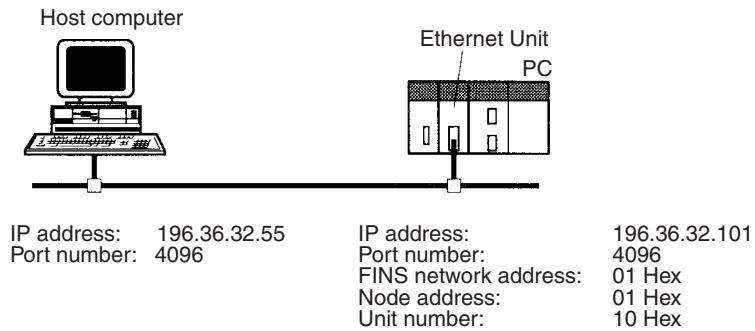 Host computer
Ethernet Unit
PC
IP address: 196.36.32.55
Port number: 4096
IP address: 196.36.32.101
Port number: 4096
FINS network address: 01 Hex
Node address: 01 Hex
Unit number: 10 Hex